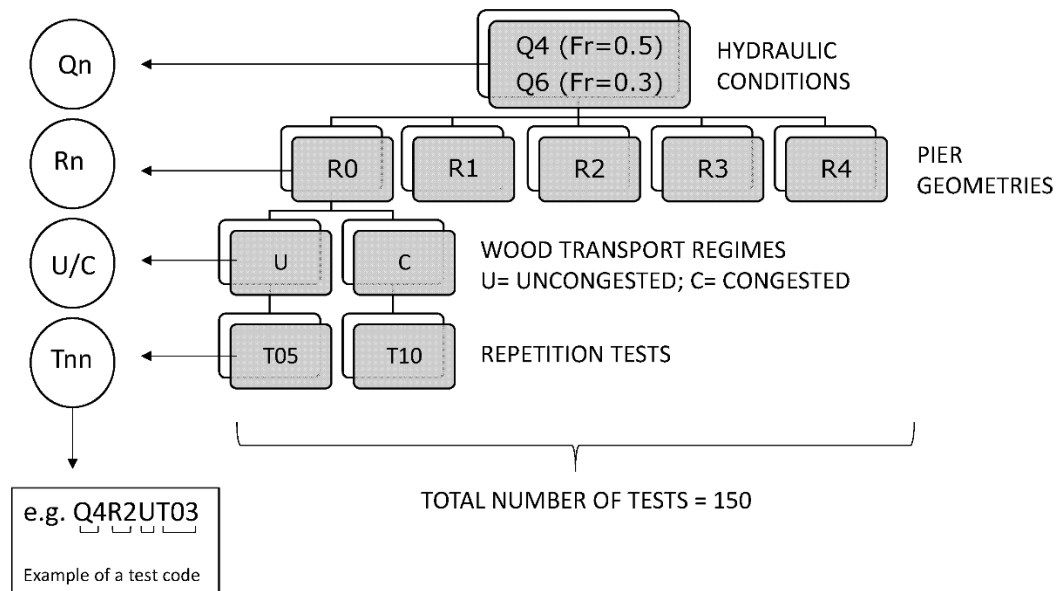 Qn
Q4 (Fr=0.5)
Q6 (Fr=0.3)
HYDRAULIC
CONDITIONS
Rn
R0
R1
R2
R3
R4
PIER
GEOMETRIES
U/C
U
C
WOOD TRANSPORT REGIMES
U= UNCONGESTED; C= CONGESTED
Tnn
T05
T10
REPETITION TESTS
TOTAL NUMBER OF TESTS = 150
e.g. Q4R2UT03
Example of a test code